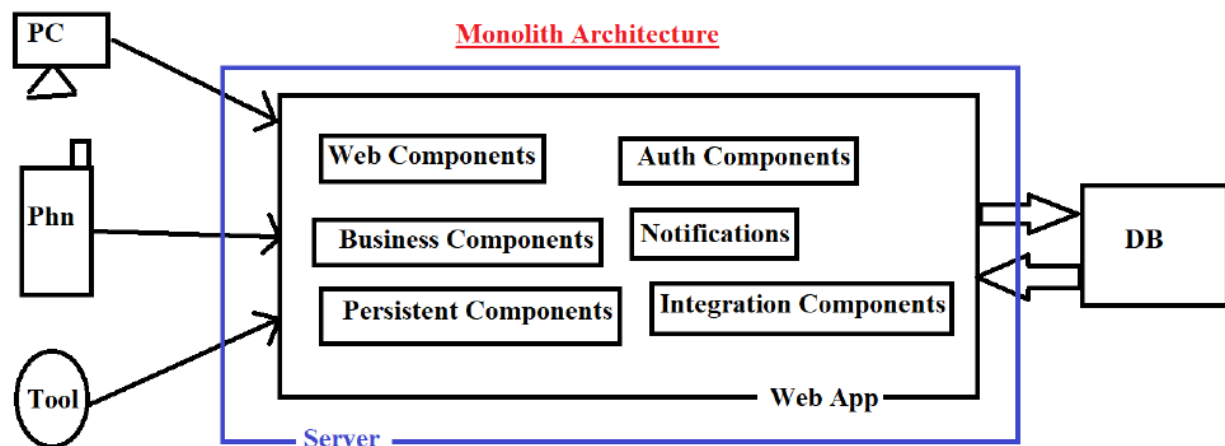 PC
Monolith Architecture
Web Components
Auth Components
Phn
Business Components
Notifications
DB
Persistent Components
Integration Components
Tool
Web App
Server